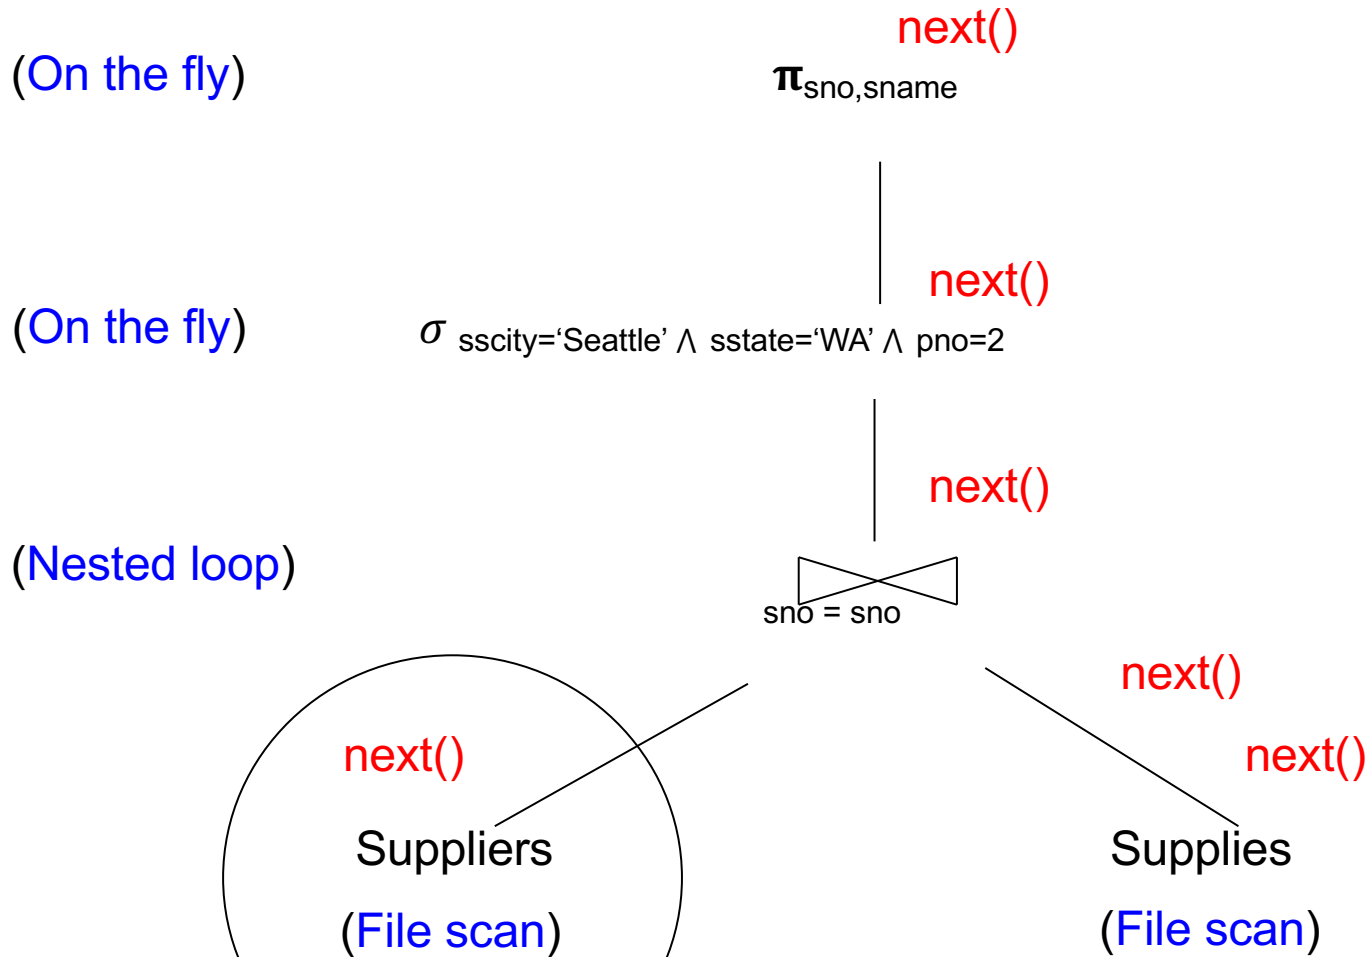 next()
(On the fly) π sno,sname
next()
(On the fly) σ sscity=‘Seattle’ ∧ sstate=‘WA’ ∧ pno=2
next()
(Nested loop)
sno = sno
next()
next() next()
Suppliers Supplies
(File scan) (File scan)